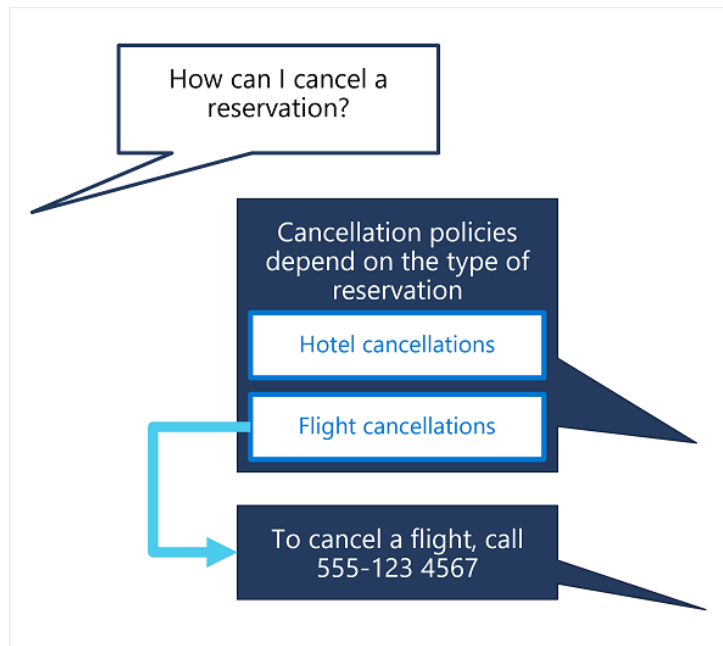 How can I cancel a
reservation?
Cancellation policies
depend on the type of
reservation
Hotel cancellations
Flight cancellations
To cancel a flight, call
555-123 4567